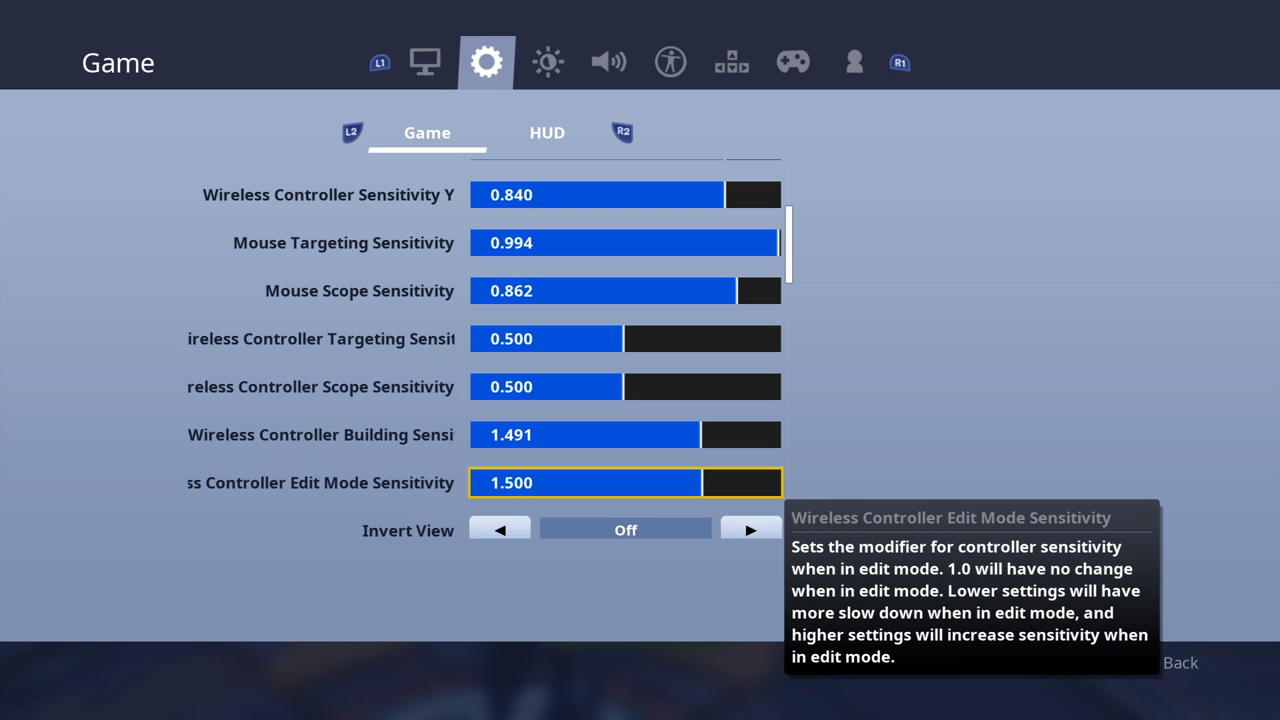 Game
L1
R1
L2
Game
HUD
R2
Wireless Controller Sensitivity Y
0.840
Mouse Targeting Sensitivity
0.994
Mouse Scope Sensitivity
0.862
ireless Controller Targeting Sensit
0.500
reless Controller Scope Sensitivity
0.500
Wireless Controller Building Sensi
1.491
ss Controller Edit Mode Sensitivity
1.500
Invert View
Off
Wireless Controller Edit Mode Sensitivity
Sets the modifier for controller sensitivity
when in edit mode. 1.0 will have no change
when in edit mode. Lower settings will have
more slow down when in edit mode, and
higher settings will increase sensitivity when
in edit mode.
Back